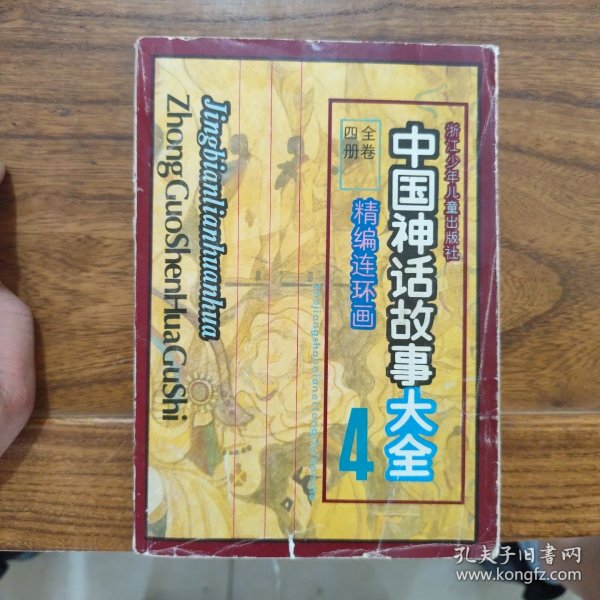 浙江少年儿童出版社
中国神话故事大全
全卷
四册
精编连环画
4
Jingbianlianhuanhua
ZhongGuoShenHuaGuShi
孔夫子旧书网
www.kongfz.com